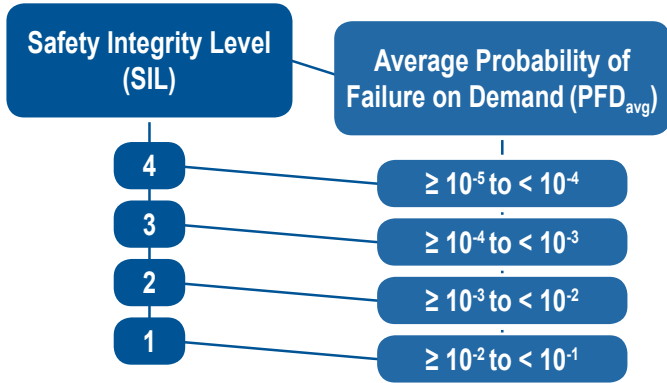 Safety Integrity Level
(SIL)
Average Probability of
Failure on Demand (PFDavg)
4
≥ 10⁻⁵ to < 10⁻⁴
3
≥ 10⁻⁴ to < 10⁻³
2
≥ 10⁻³ to < 10⁻²
1
≥ 10⁻² to < 10⁻¹